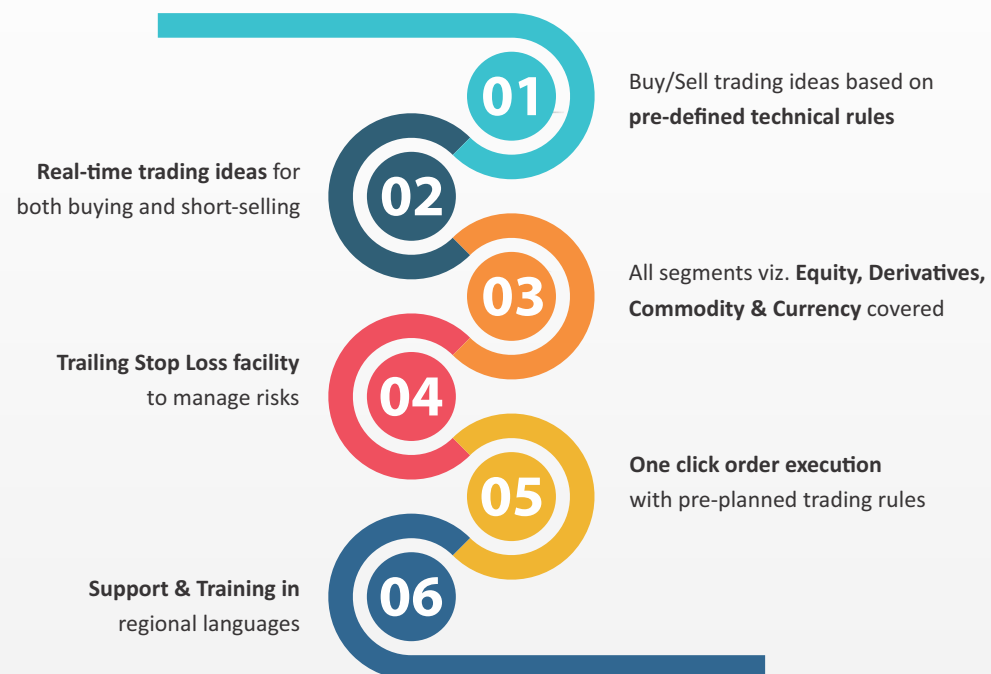 01
Buy/Sell trading ideas based on
pre-defined technical rules
Real-time trading ideas for
both buying and short-selling
02
03
All segments viz. Equity, Derivatives,
Commodity & Currency covered
Trailing Stop Loss facility
to manage risks
04
05
One click order execution
with pre-planned trading rules
Support & Training in
regional languages
06